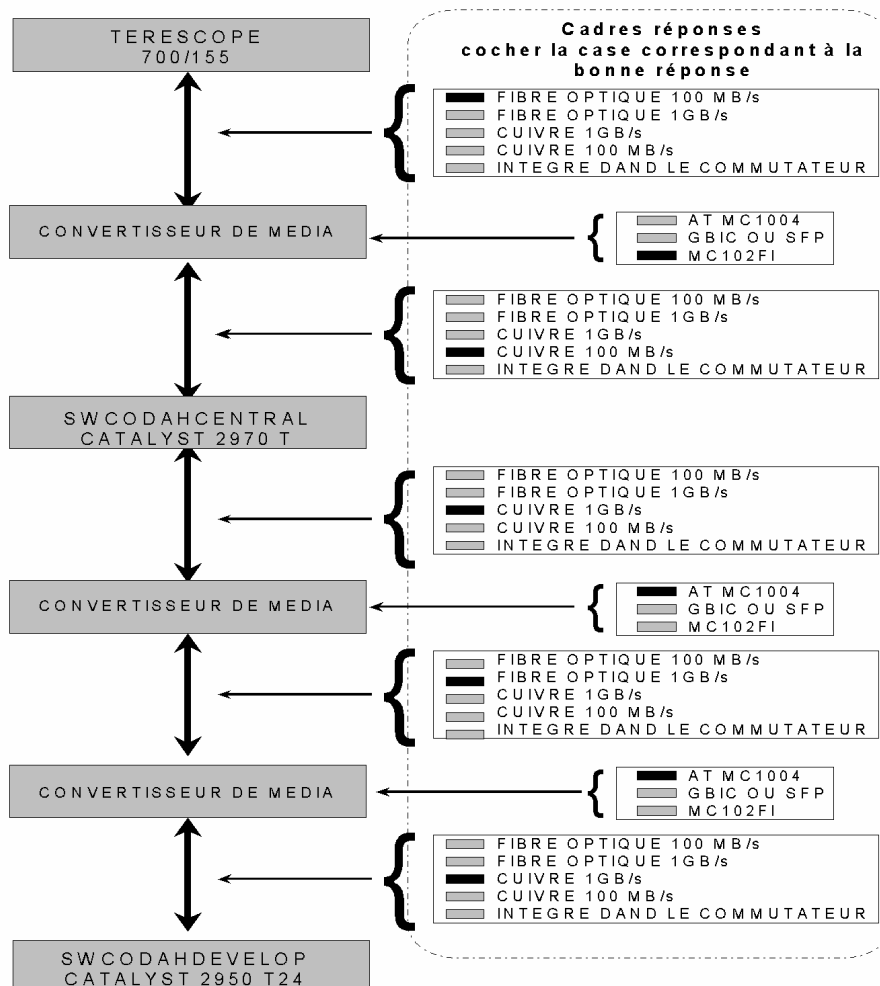 TERESCOPE
700/155
Cadres réponses
cocher la case correspondant à la
bonne réponse
FIBRE OPTIQUE 100 MB/s
FIBRE OPTIQUE 1GB/s
CUIVRE 1GB/s
CUIVRE 100 MB/s
INTEGRE DAND LE COMMUTATEUR
CONVERTISSEUR DE MEDIA
AT MC1004
GBIC OU SFP
MC102FI
FIBRE OPTIQUE 100 MB/s
FIBRE OPTIQUE 1GB/s
CUIVRE 1GB/s
CUIVRE 100 MB/s
INTEGRE DAND LE COMMUTATEUR
SWCODAHCENTRAL
CATALYST 2970 T
FIBRE OPTIQUE 100 MB/s
FIBRE OPTIQUE 1GB/s
CUIVRE 1GB/s
CUIVRE 100 MB/s
INTEGRE DAND LE COMMUTATEUR
CONVERTISSEUR DE MEDIA
AT MC1004
GBIC OU SFP
MC102FI
FIBRE OPTIQUE 100 MB/s
FIBRE OPTIQUE 1GB/s
CUIVRE 1GB/s
CUIVRE 100 MB/s
INTEGRE DAND LE COMMUTATEUR
CONVERTISSEUR DE MEDIA
AT MC1004
GBIC OU SFP
MC102FI
FIBRE OPTIQUE 100 MB/s
FIBRE OPTIQUE 1GB/s
CUIVRE 1GB/s
CUIVRE 100 MB/s
INTEGRE DAND LE COMMUTATEUR
SWCODAHDEVELOP
CATALYST 2950 T24